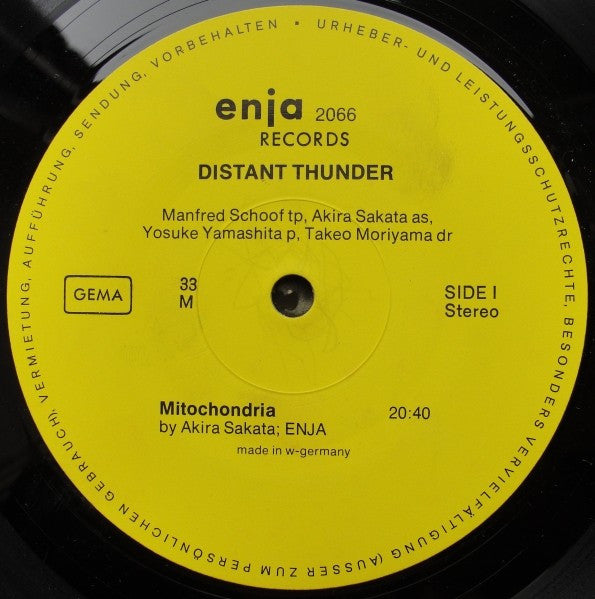 enja 2066
RECORDS
DISTANT THUNDER
Manfred Schoof tp, Akira Sakata as,
Yosuke Yamashita p, Takeo Moriyama dr
GEMA
33
M
SIDE I
Stereo
Mitochondria 20:40
by Akira Sakata; ENJA
made in w-germany
URHEBER- UND LEISTUNGSSCHUTZRECHTE, BESONDERS VERVIELFÄLTIGUNG (AUSSER ZUM PERSÖNLICHEN GEBRAUCH), VERMIETUNG, AUFFÜHRUNG, SENDUNG, VORBEHALTEN ▪